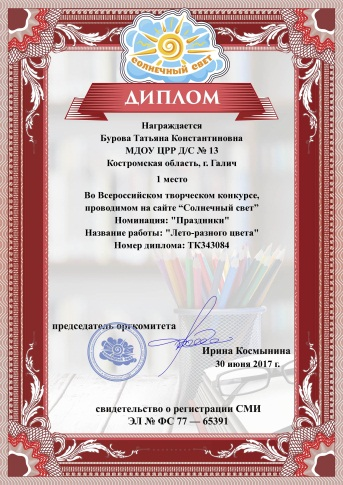 СОЛНЕЧНЫЙ СВЕТ
ДИПЛОМ
Награждается
Бурова Татьяна Константиновна
МДОУ ЦРР Д/С № 13
Костромская область, г. Галич
1 место
Во Всероссийском творческом конкурсе,
проводимом на сайте “Солнечный свет”
Номинация: "Праздники"
Название работы: "Лето-разного цвета"
Номер диплома: ТК343084
председатель оргкомитета
Ирина Космынина
30 июня 2017 г.
свидетельство о регистрации СМИ
ЭЛ № ФС 77 — 65391